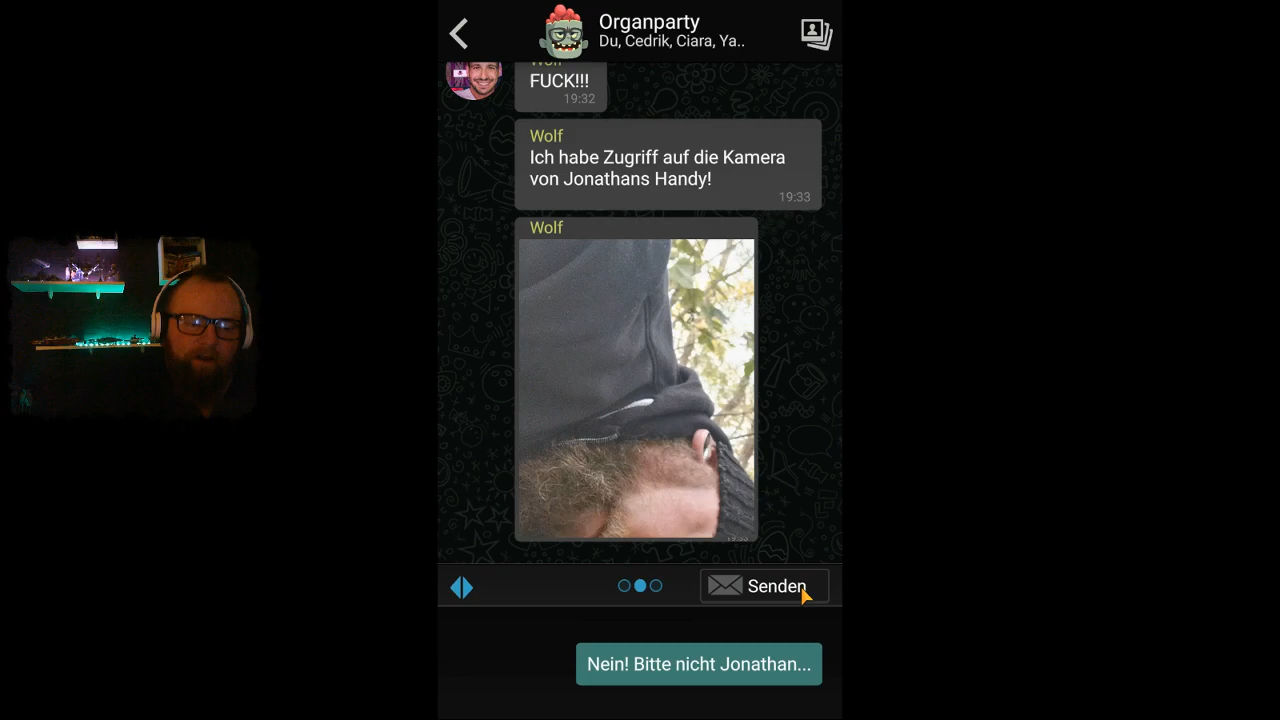 Organparty
Du, Cedrik, Ciara, Ya..
Wolf
FUCK!!!
19:32
Wolf
Ich habe Zugriff auf die Kamera
von Jonathans Handy!
19:33
Wolf
Senden
Nein! Bitte nicht Jonathan...